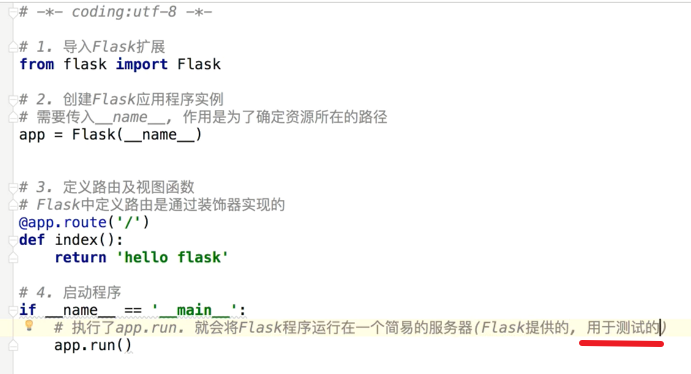 # -*- coding:utf-8 -*-
# 1. 导入Flask扩展
from flask import Flask
# 2. 创建Flask应用程序实例
# 需要传入__name__, 作用是为了确定资源所在的路径
app = Flask(__name__)
# 3. 定义路由及视图函数
# Flask中定义路由是通过装饰器实现的
@app.route('/')
def index():
    return 'hello flask'
# 4. 启动程序
if __name__ == '__main__':
    # 执行了app.run. 就会将Flask程序运行在一个简易的服务器(Flask提供的, 用于测试的)
    app.run()